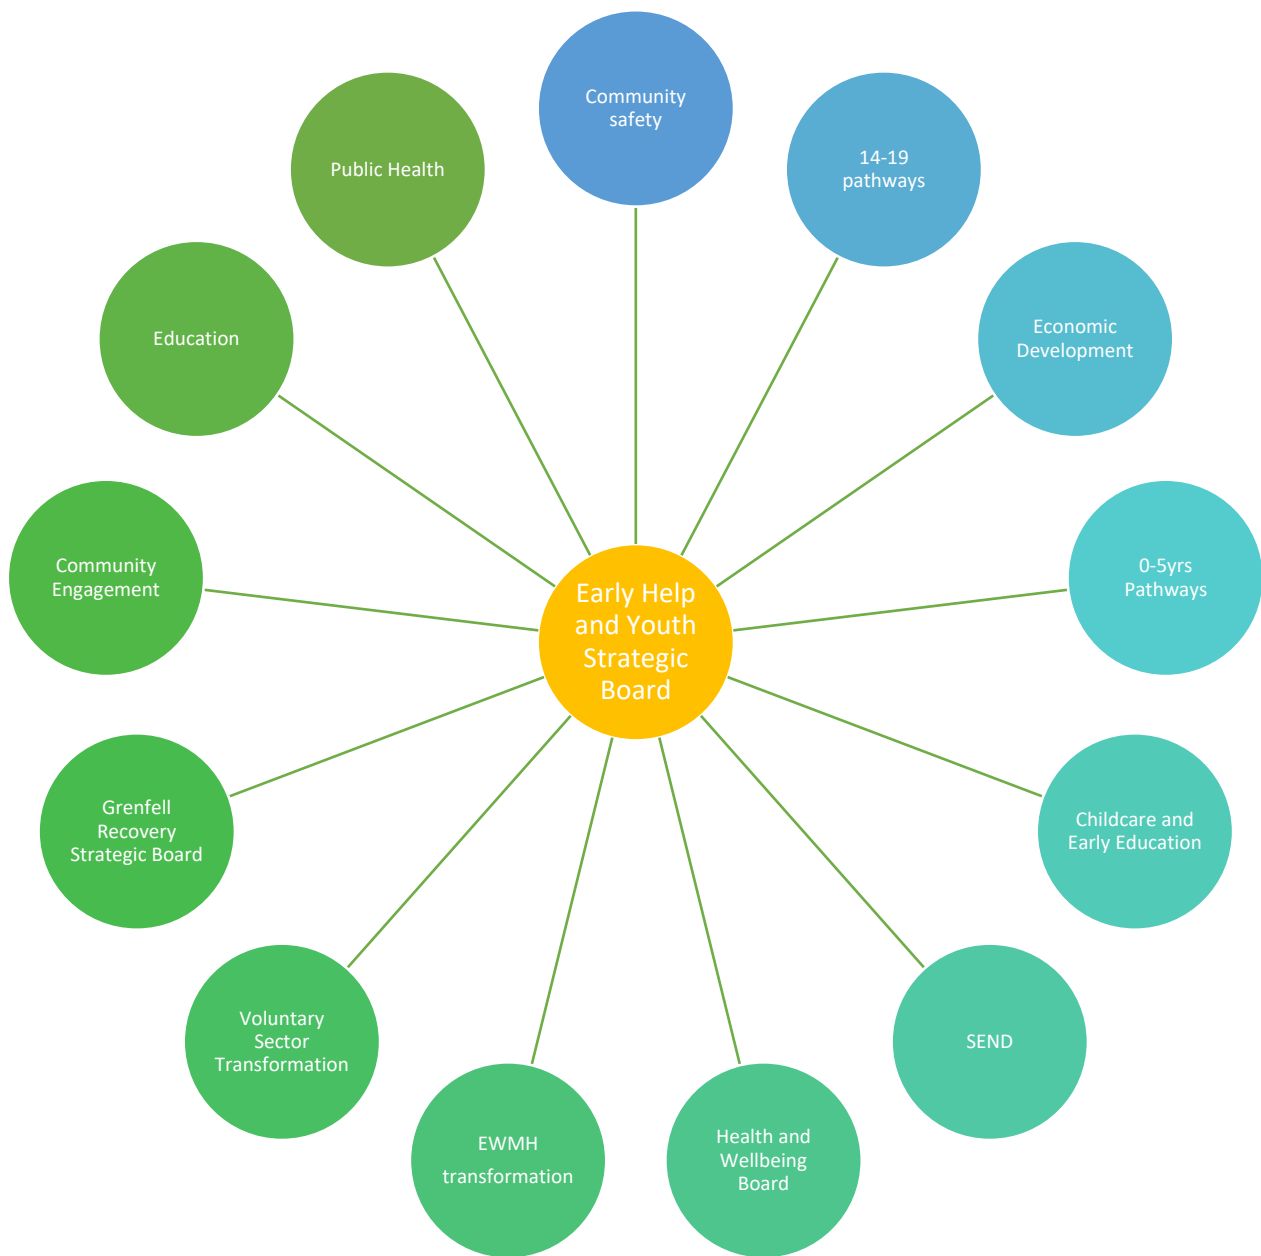 Community
safety
14-19
pathways
Economic
Development
0-5yrs
Pathways
Childcare and
Early Education
SEND
Health and
Wellbeing
Board
EWMH
transformation
Voluntary
Sector
Transformation
Grenfell
Recovery
Strategic Board
Community
Engagement
Education
Public Health
Early Help
and Youth
Strategic
Board